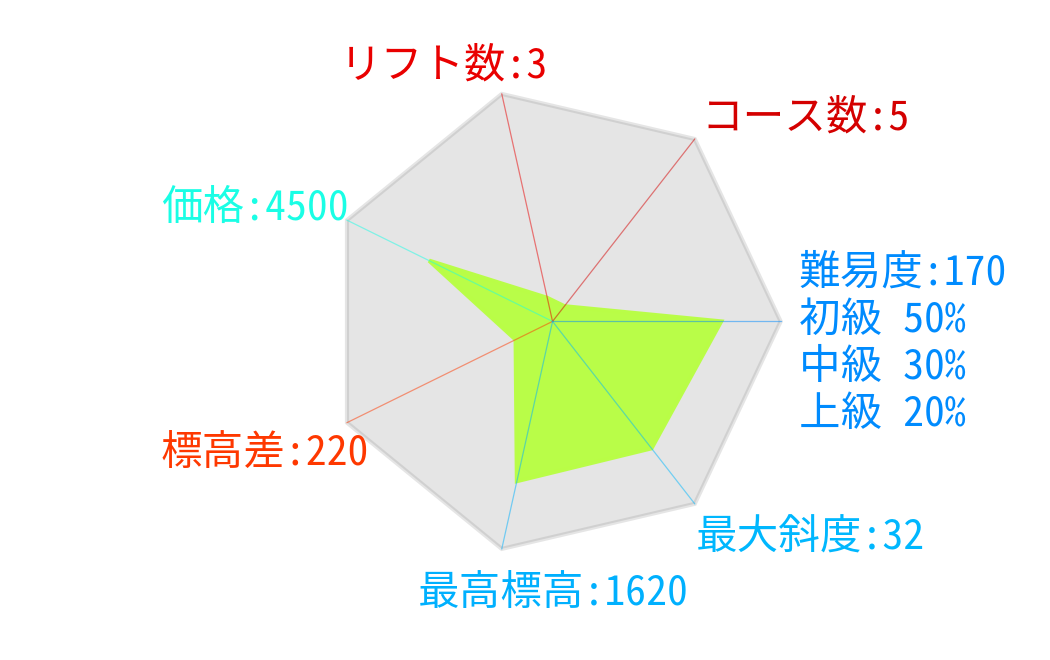 リフト数:3
コース数:5
価格:4500
難易度:170
初級 50%
中級 30%
上級 20%
標高差:220
最大斜度:32
最高標高:1620